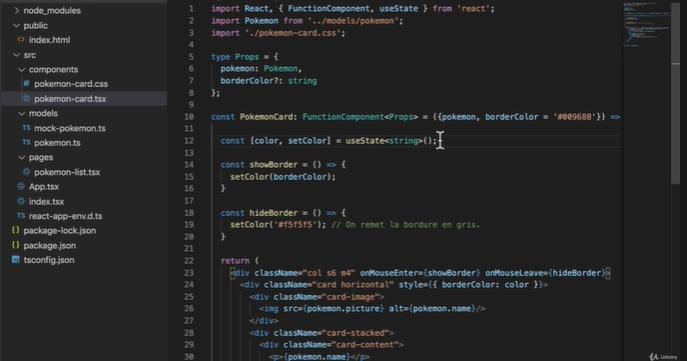 node_modules
public
index.html
src
components
pokemon-card.css
pokemon-card.tsx
models
mock-pokemon.ts
pokemon.ts
pages
pokemon-list.tsx
App.tsx
index.tsx
react-app-env.d.ts
package-lock.json
package.json
tsconfig.json
1 import React, { FunctionComponent, useState } from 'react';
2 import Pokemon from '../models/pokemon';
3 import './pokemon-card.css';
4
5 type Props = {
6 pokemon: Pokemon,
7 borderColor?: string
8 };
9
10 const PokemonCard: FunctionComponent<Props> = ({pokemon, borderColor = '#009688'}) =>
11
12 const [color, setColor] = useState<string>();
13
14 const showBorder = () => {
15 setColor(borderColor);
16 }
17
18 const hideBorder = () => {
19 setColor('#f5f5f5'); // On remet la bordure en gris.
20 }
21
22 return (
23 <div className="col s6 m4" onMouseEnter={showBorder} onMouseLeave={hideBorder}>
24 <div className="card horizontal" style={{ borderColor: color }}>
25 <div className="card-image">
26 <img src={pokemon.picture} alt={pokemon.name}/>
27 </div>
28 <div className="card-stacked">
29 <div className="card-content">
30 <p>{pokemon.name}</p>
Udemy